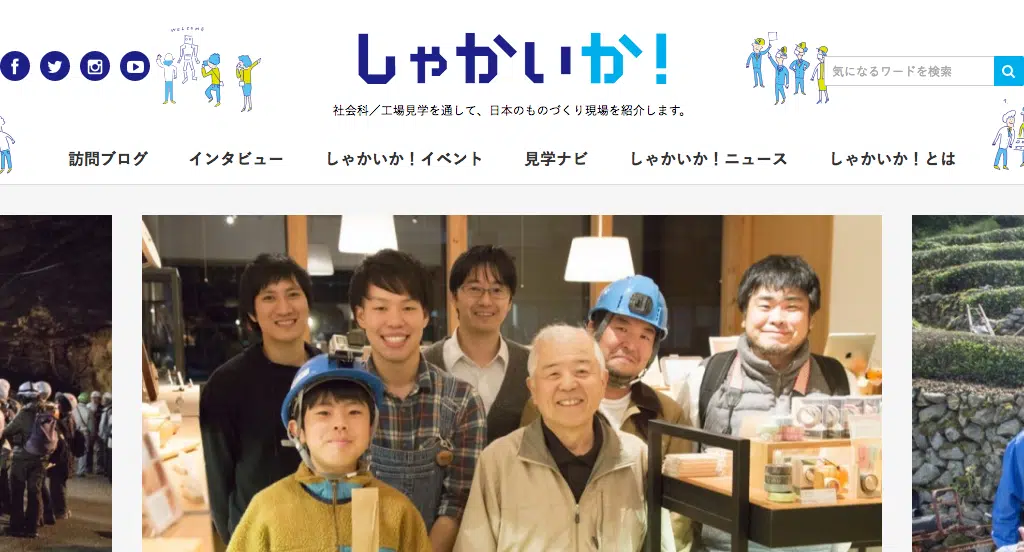 WELCOME
しゃかいか！
気になるワードを検索
社会科／工場見学を通して、日本のものづくり現場を紹介します。
訪問ブログ
インタビュー
しゃかいか！イベント
見学ナビ
しゃかいか！ニュース
しゃかいか！とは